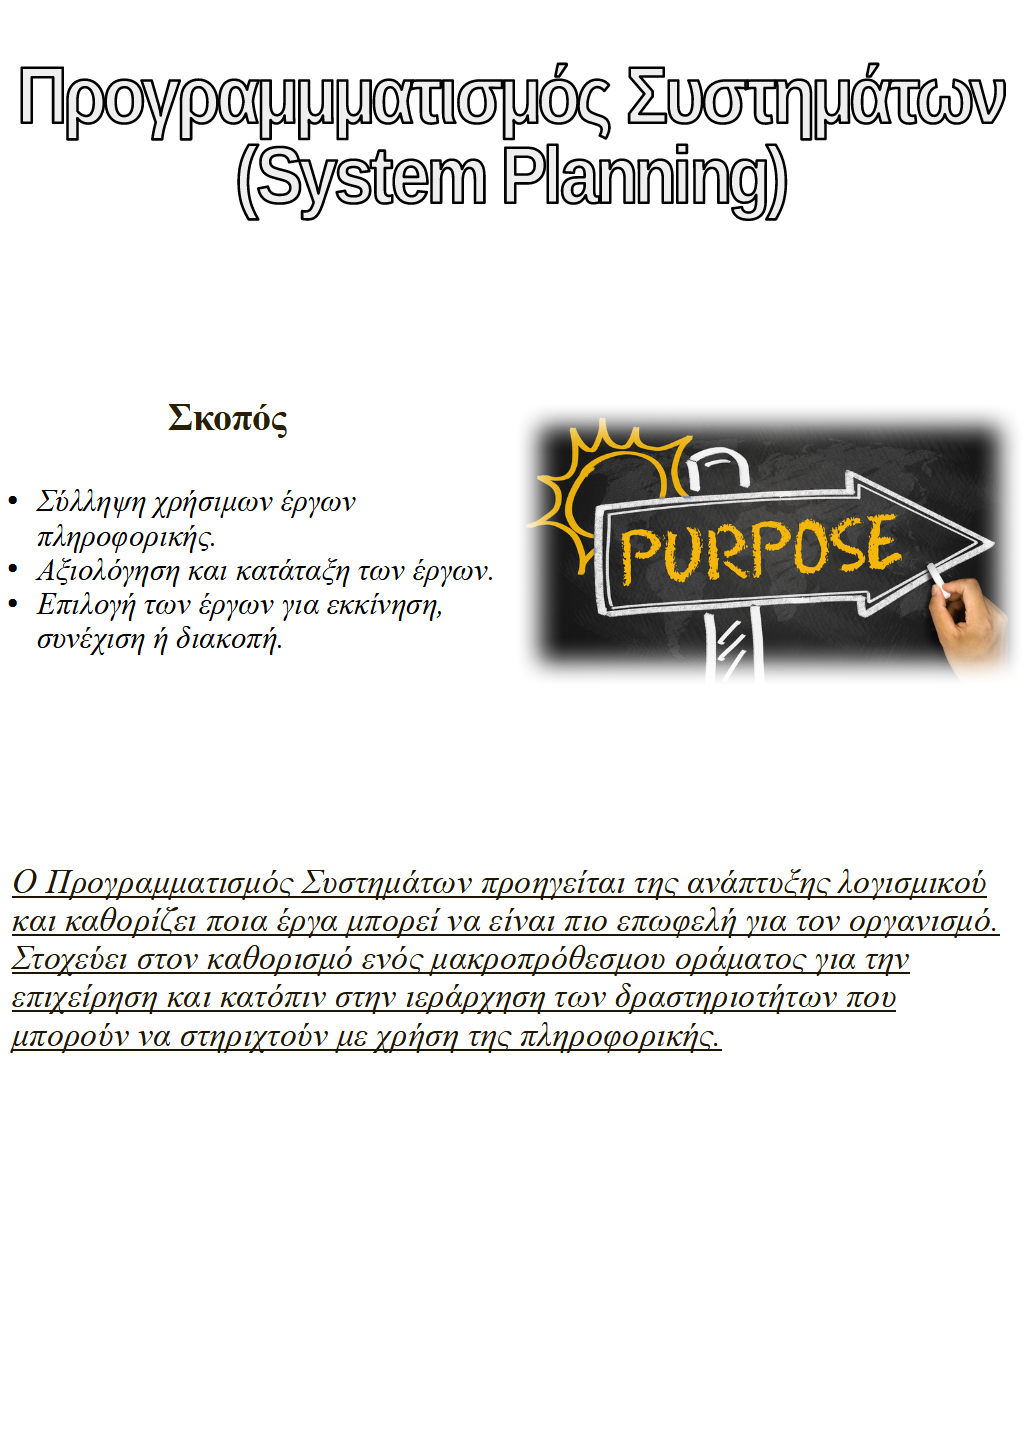 Προγραμμματισμός Συστημάτων
(System Planning)
Σκοπός
• Σύλληψη χρήσιμων έργων
πληροφορικής.
• Αξιολόγηση και κατάταξη των έργων.
• Επιλογή των έργων για εκκίνηση,
συνέχιση ή διακοπή.
PURPOSE
Ο Προγραμματισμός Συστημάτων προηγείται της ανάπτυξης λογισμικού
και καθορίζει ποια έργα μπορεί να είναι πιο επωφελή για τον οργανισμό.
Στοχεύει στον καθορισμό ενός μακροπρόθεσμου οράματος για την
επιχείρηση και κατόπιν στην ιεράρχηση των δραστηριοτήτων που
μπορούν να στηριχτούν με χρήση της πληροφορικής.